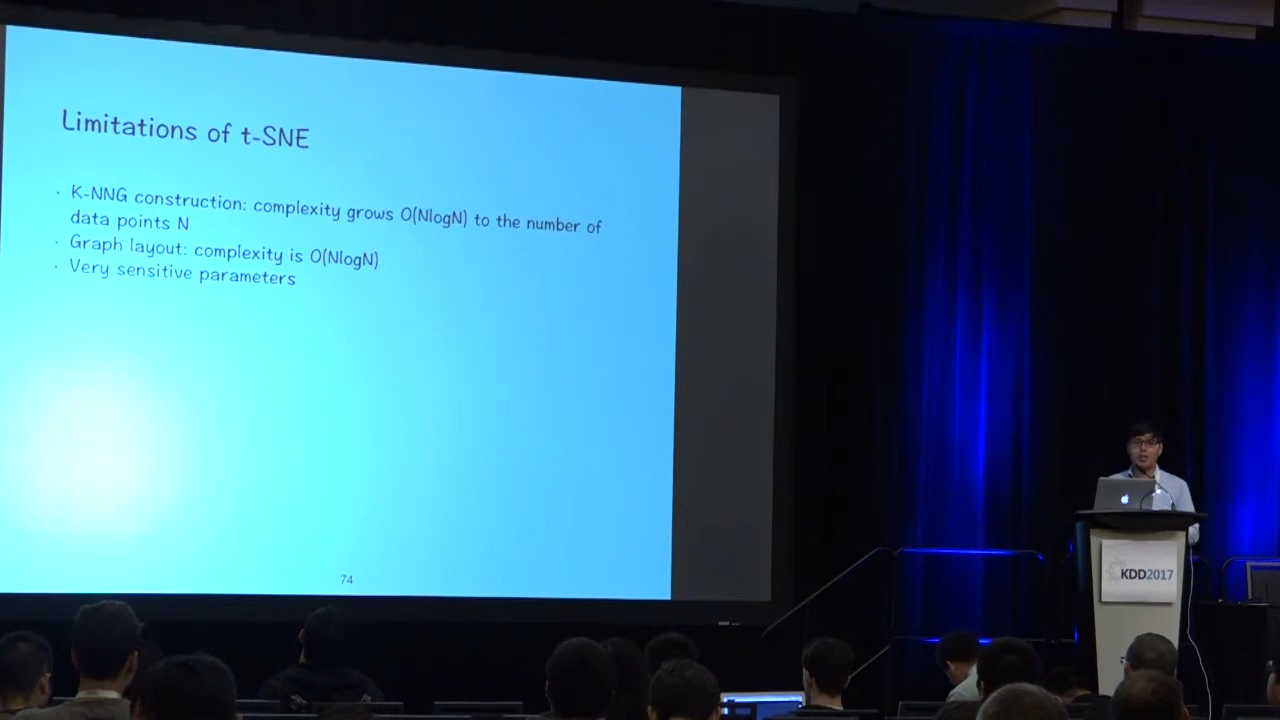 Limitations of t-SNE
· K-NNG construction: complexity grows O(NlogN) to the number of
data points N
· Graph layout: complexity is O(NlogN)
· Very sensitive parameters
74
KDD2017